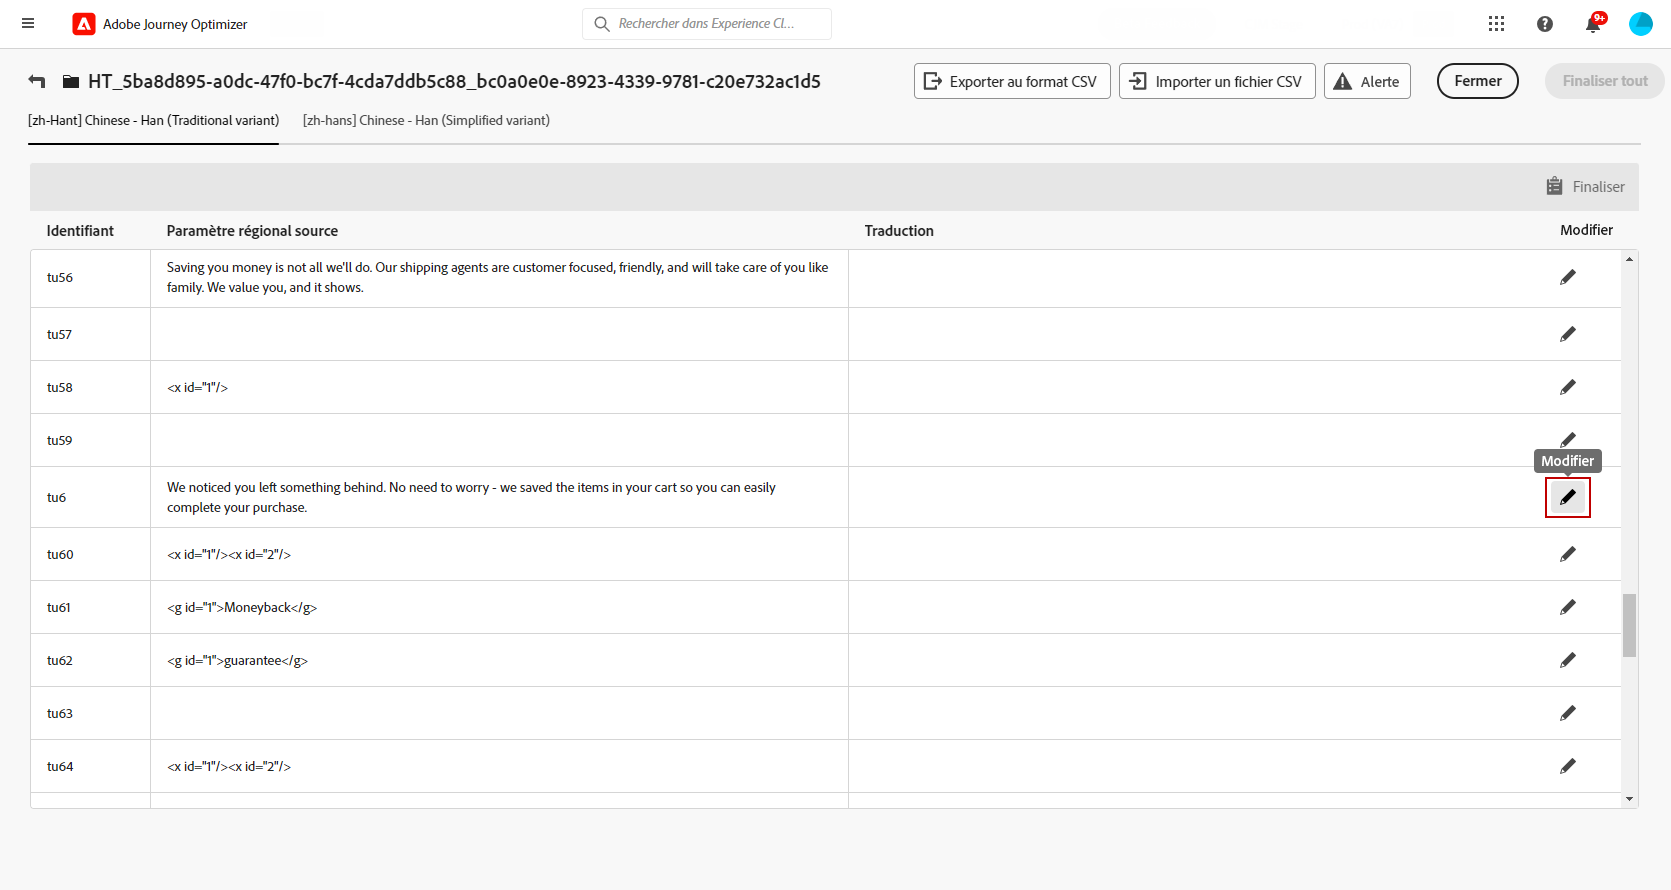 Adobe Journey Optimizer
Rechercher dans Experience Cl...
9+
HT_5ba8d895-a0dc-47f0-bc7f-4cda7ddb5c88_bc0a0e0e-8923-4339-9781-c20e732ac1d5
Exporter au format CSV
Importer un fichier CSV
Alerte
Fermer
Finaliser tout
[zh-Hant] Chinese - Han (Traditional variant)
[zh-hans] Chinese - Han (Simplified variant)
Finaliser
Identifiant
Paramètre régional source
Traduction
Modifier
tu56
Saving you money is not all we'll do. Our shipping agents are customer focused, friendly, and will take care of you like
family. We value you, and it shows.
tu57
tu58
<x id="1"/>
tu59
Modifier
tu6
We noticed you left something behind. No need to worry - we saved the items in your cart so you can easily
complete your purchase.
tu60
<x id="1"/><x id="2"/>
tu61
<g id="1">Moneyback</g>
tu62
<g id="1">guarantee</g>
tu63
tu64
<x id="1"/><x id="2"/>